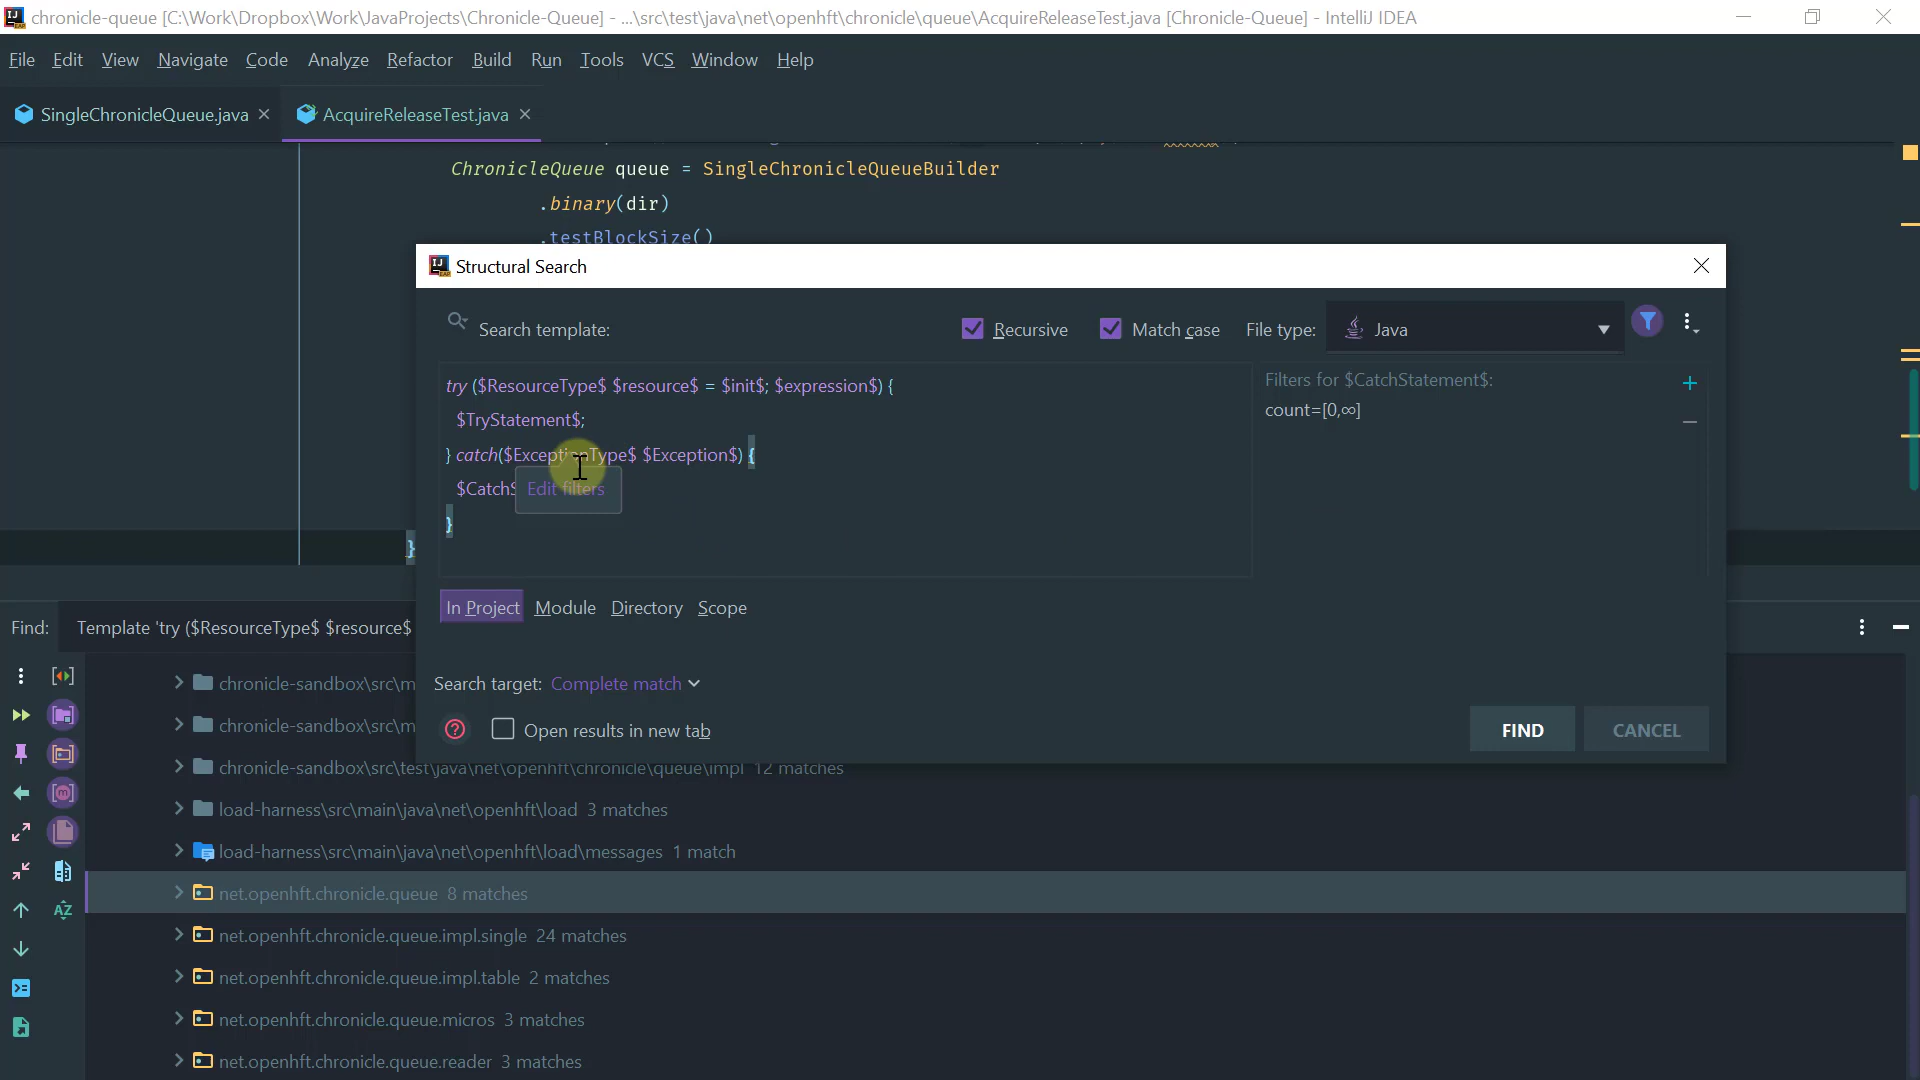 chronicle-queue [C:\Work\Dropbox\Work\JavaProjects\Chronicle-Queue] - ...\src\test\java\net\openhft\chronicle\queue\AcquireReleaseTest.java [Chronicle-Queue] - IntelliJ IDEA
File Edit View Navigate Code Analyze Refactor Build Run Tools VCS Window Help
SingleChronicleQueue.java AcquireReleaseTest.java
ChronicleQueue queue = SingleChronicleQueueBuilder
.binary(dir)
.testBlockSize()
Structural Search
Search template: Recursive Match case File type: Java
try ($ResourceType$ $resource$ = $init$; $expression$) {
$TryStatement$;
} catch($ExceptionType$ $Exception$) {
$CatchS
}
Edit filters
Filters for $CatchStatement$:
count=[0,∞]
}
In Project Module Directory Scope
Search target: Complete match
Open results in new tab
FIND CANCEL
Find: Template 'try ($ResourceType$ $resource$
chronicle-sandbox\src\m
chronicle-sandbox\src\m
chronicle-sandbox\src\test\java\net\openhft\chronicle\queue\impl 12 matches
load-harness\src\main\java\net\openhft\load 3 matches
load-harness\src\main\java\net\openhft\load\messages 1 match
net.openhft.chronicle.queue 8 matches
net.openhft.chronicle.queue.impl.single 24 matches
net.openhft.chronicle.queue.impl.table 2 matches
net.openhft.chronicle.queue.micros 3 matches
net.openhft.chronicle.queue.reader 3 matches